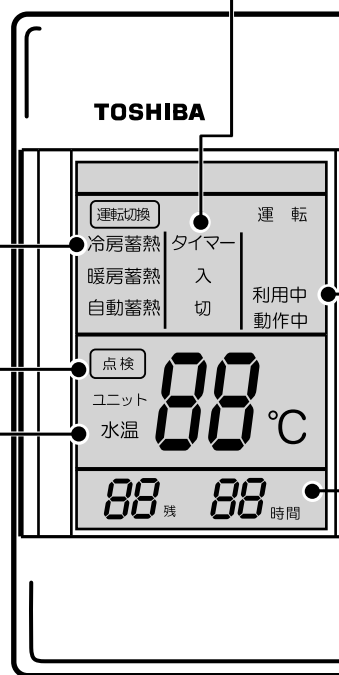 TOSHIBA
運転切換
冷房蓄熱
暖房蓄熱
自動蓄熱
タイマー
入
切
運 転
利用中
動作中
点検
ユニット
水温
88 ℃
88 残 88 時間